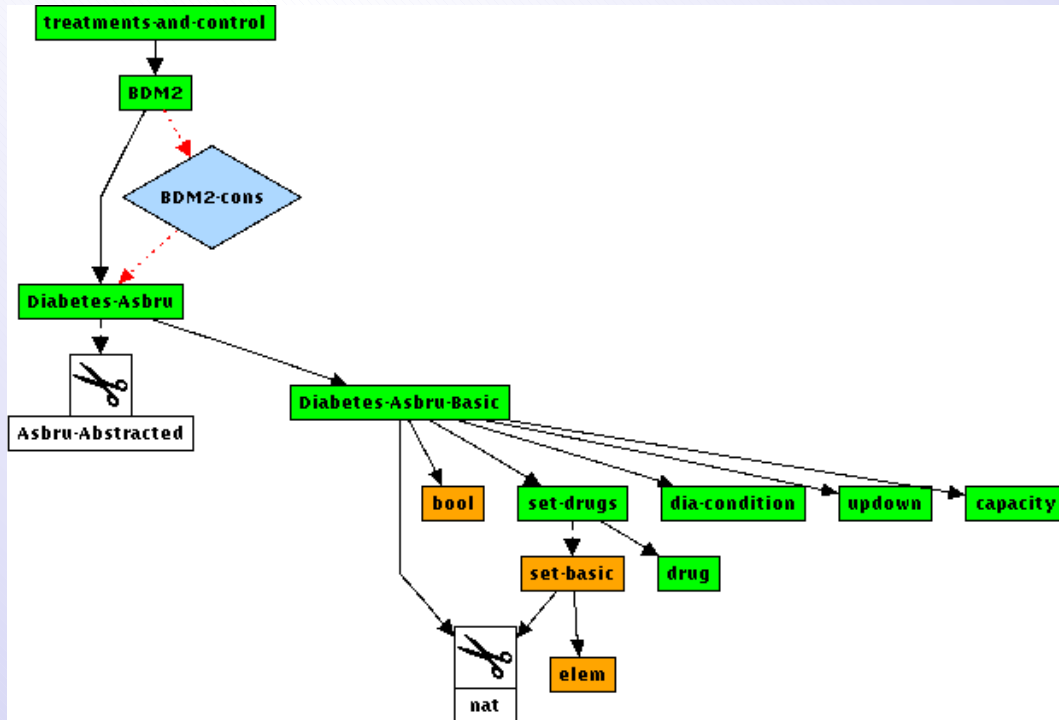 treatments-and-control
BDM2
BDM2-cons
Diabetes-Asbru
Asbru-Abstracted
Diabetes-Asbru-Basic
bool
set-drugs
dia-condition
updown
capacity
set-basic
drug
elem
nat